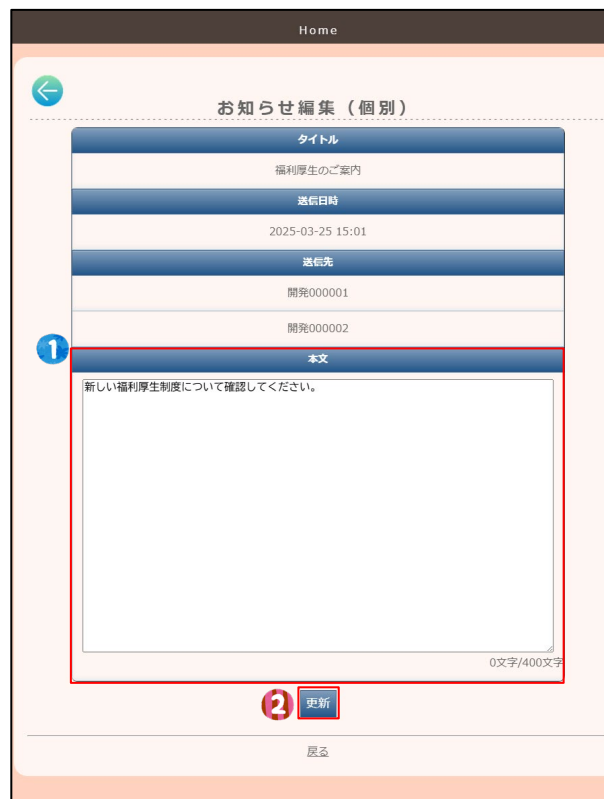 Home
お知らせ編集（個別）
タイトル
福利厚生のご案内
送信日時
2025-03-25 15:01
送信先
開発000001
開発000002
1
本文
新しい福利厚生制度について確認してください。
0文字/400文字
2
更新
戻る